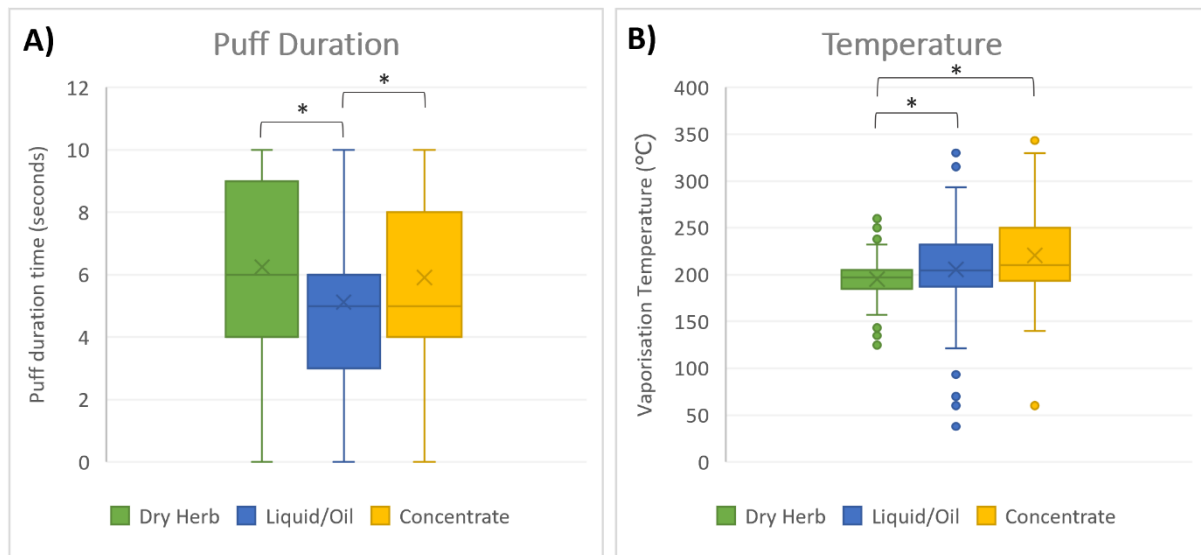 A)
Puff Duration
12
10
8
6
4
2
0
Puff duration time (seconds)
*
*
Dry Herb
Liquid/Oil
Concentrate
B)
Temperature
400
350
300
250
200
150
100
50
0
Vaporisation Temperature (°C)
*
*
Dry Herb
Liquid/Oil
Concentrate